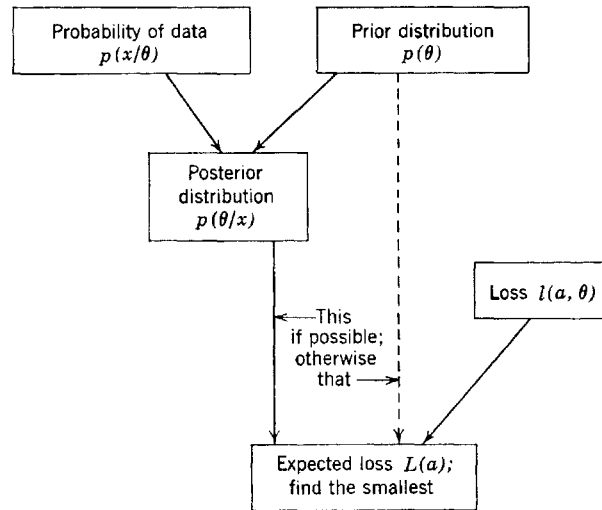 Probability of data
p(x/θ)
Prior distribution
p(θ)
Posterior
distribution
p(θ/x)
Loss l(a, θ)
This
if possible;
otherwise
that
Expected loss L(a);
find the smallest